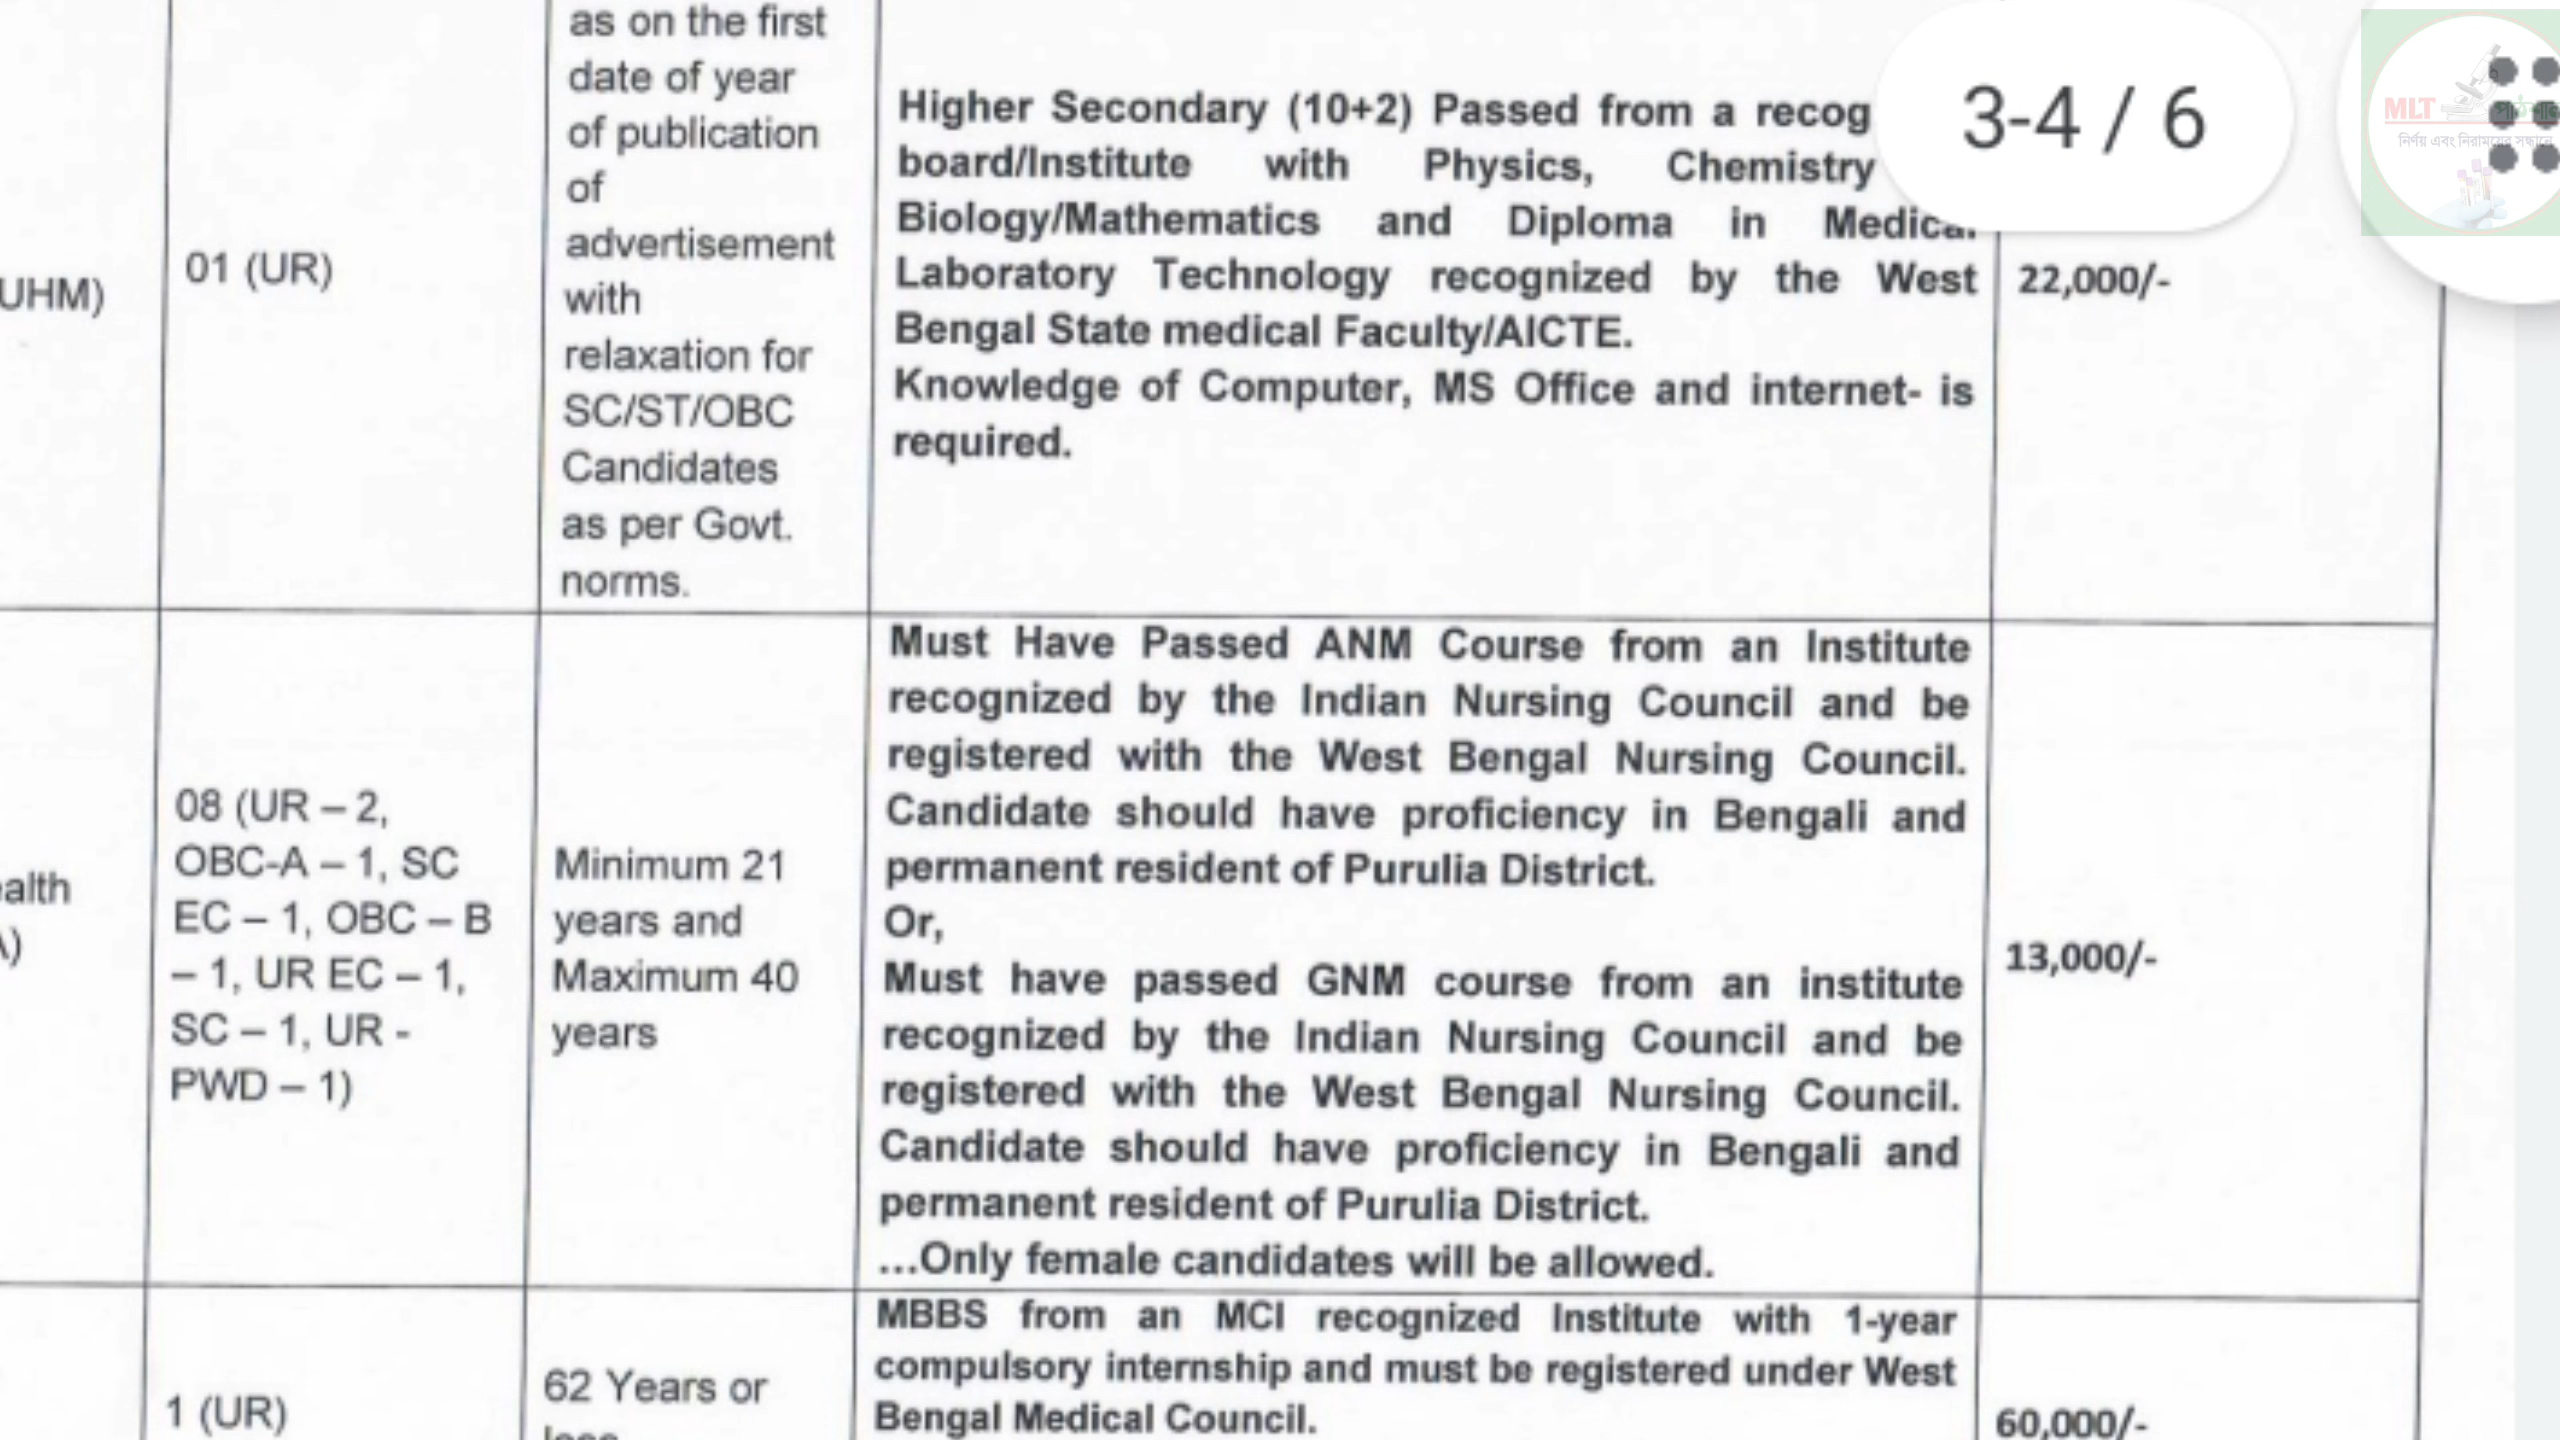 as on the first
date of year
of publication
of
advertisement
with
relaxation for
SC/ST/OBC
Candidates
as per Govt.
norms.
UHM)
01 (UR)
Higher Secondary (10+2) Passed from a recog
board/Institute with Physics, Chemistry
Biology/Mathematics and Diploma in Medical
Laboratory Technology recognized by the West
Bengal State medical Faculty/AICTE.
Knowledge of Computer, MS Office and internet- is
required.
22,000/-
3-4 / 6
MLT
নির্ণয় এবং নিরাময়ের সন্ধানে
alth
A)
08 (UR – 2,
OBC-A – 1, SC
EC – 1, OBC – B
– 1, UR EC – 1,
SC – 1, UR -
PWD – 1)
Minimum 21
years and
Maximum 40
years
Must Have Passed ANM Course from an Institute
recognized by the Indian Nursing Council and be
registered with the West Bengal Nursing Council.
Candidate should have proficiency in Bengali and
permanent resident of Purulia District.
Or,
Must have passed GNM course from an institute
recognized by the Indian Nursing Council and be
registered with the West Bengal Nursing Council.
Candidate should have proficiency in Bengali and
permanent resident of Purulia District.
...Only female candidates will be allowed.
13,000/-
1 (UR)
62 Years or
MBBS from an MCI recognized Institute with 1-year
compulsory internship and must be registered under West
Bengal Medical Council.
60,000/-